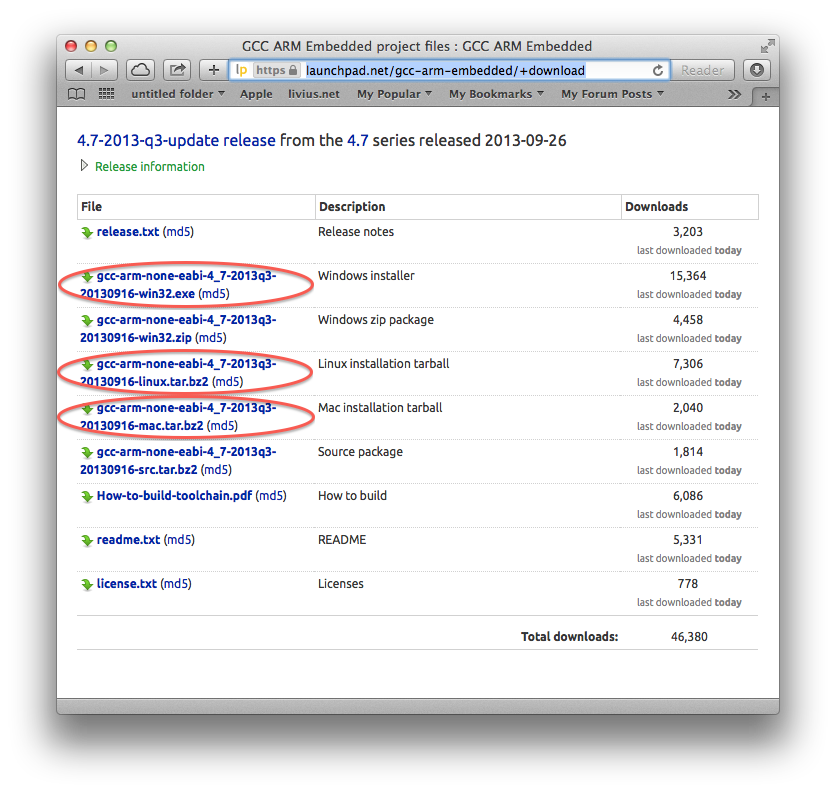 GCC ARM Embedded project files : GCC ARM Embedded
lp https launchpad.net/gcc-arm-embedded/+download Reader
untitled folder Apple livius.net My Popular My Bookmarks My Forum Posts
4.7-2013-q3-update release from the 4.7 series released 2013-09-26
Release information
File Description Downloads
release.txt (md5) Release notes 3,203
last downloaded today
gcc-arm-none-eabi-4_7-2013q3- Windows installer 15,364
20130916-win32.exe (md5) last downloaded today
gcc-arm-none-eabi-4_7-2013q3- Windows zip package 4,458
20130916-win32.zip (md5) last downloaded today
gcc-arm-none-eabi-4_7-2013q3- Linux installation tarball 7,306
20130916-linux.tar.bz2 (md5) last downloaded today
gcc-arm-none-eabi-4_7-2013q3- Mac installation tarball 2,040
20130916-mac.tar.bz2 (md5) last downloaded today
gcc-arm-none-eabi-4_7-2013q3- Source package 1,814
20130916-src.tar.bz2 (md5) last downloaded today
How-to-build-toolchain.pdf (md5) How to build 6,086
last downloaded today
readme.txt (md5) README 5,331
last downloaded today
license.txt (md5) Licenses 778
last downloaded today
Total downloads: 46,380